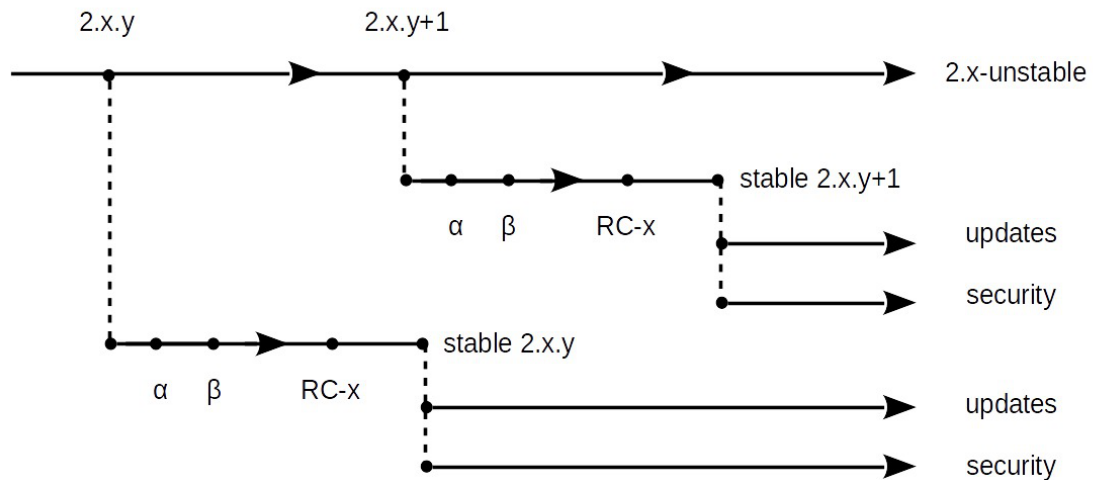 2.x.y
2.x.y+1
2.x-unstable
stable 2.x.y+1
α
β
RC-x
updates
security
stable 2.x.y
α
β
RC-x
updates
security